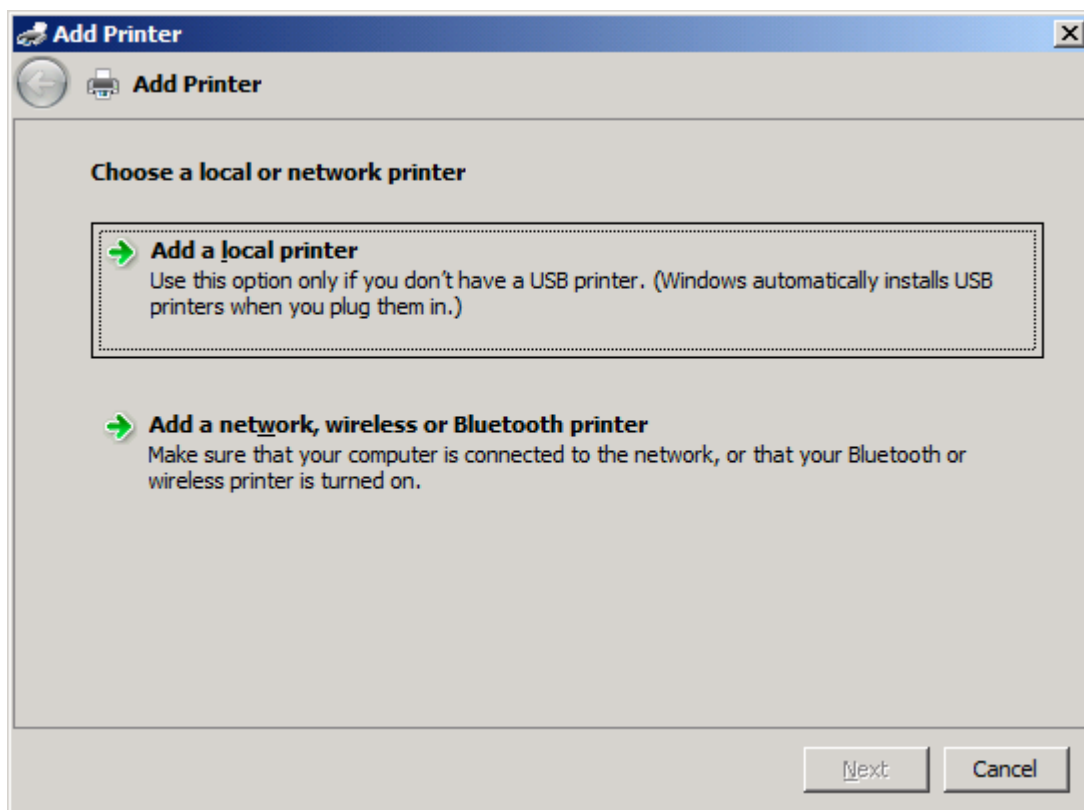 Add Printer
Add Printer
Choose a local or network printer
Add a local printer
Use this option only if you don't have a USB printer. (Windows automatically installs USB
printers when you plug them in.)
Add a network, wireless or Bluetooth printer
Make sure that your computer is connected to the network, or that your Bluetooth or
wireless printer is turned on.
Next
Cancel